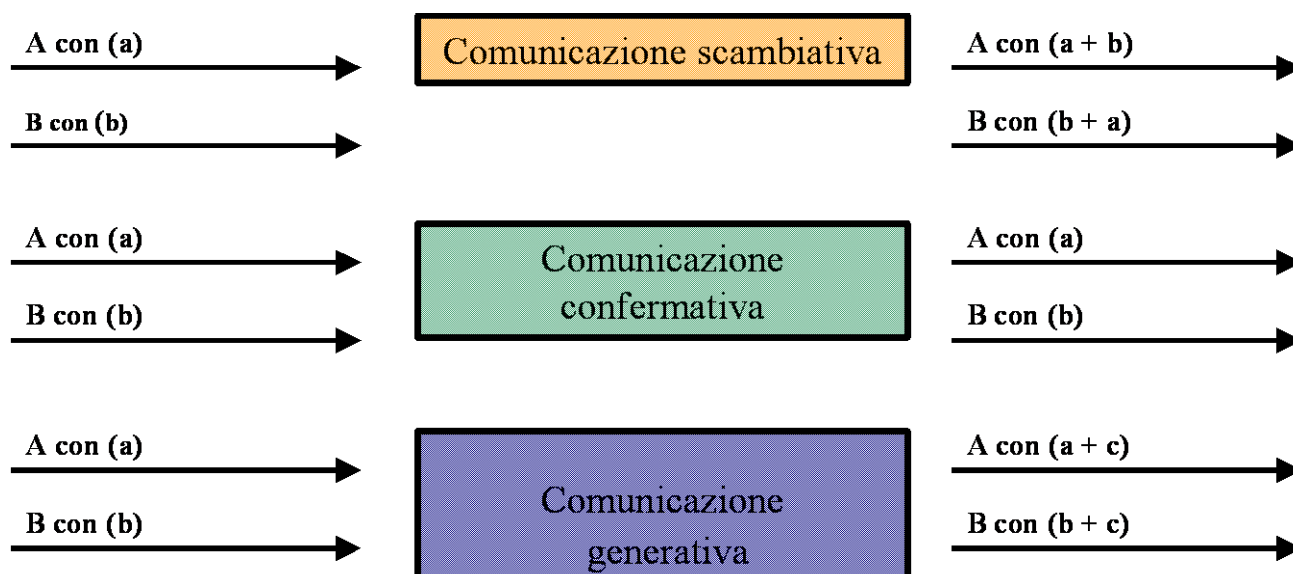 A con (a)
Comunicazione scambiativa
A con (a + b)
B con (b)
B con (b + a)
A con (a)
Comunicazione
confermativa
A con (a)
B con (b)
B con (b)
A con (a)
Comunicazione
generativa
A con (a + c)
B con (b)
B con (b + c)